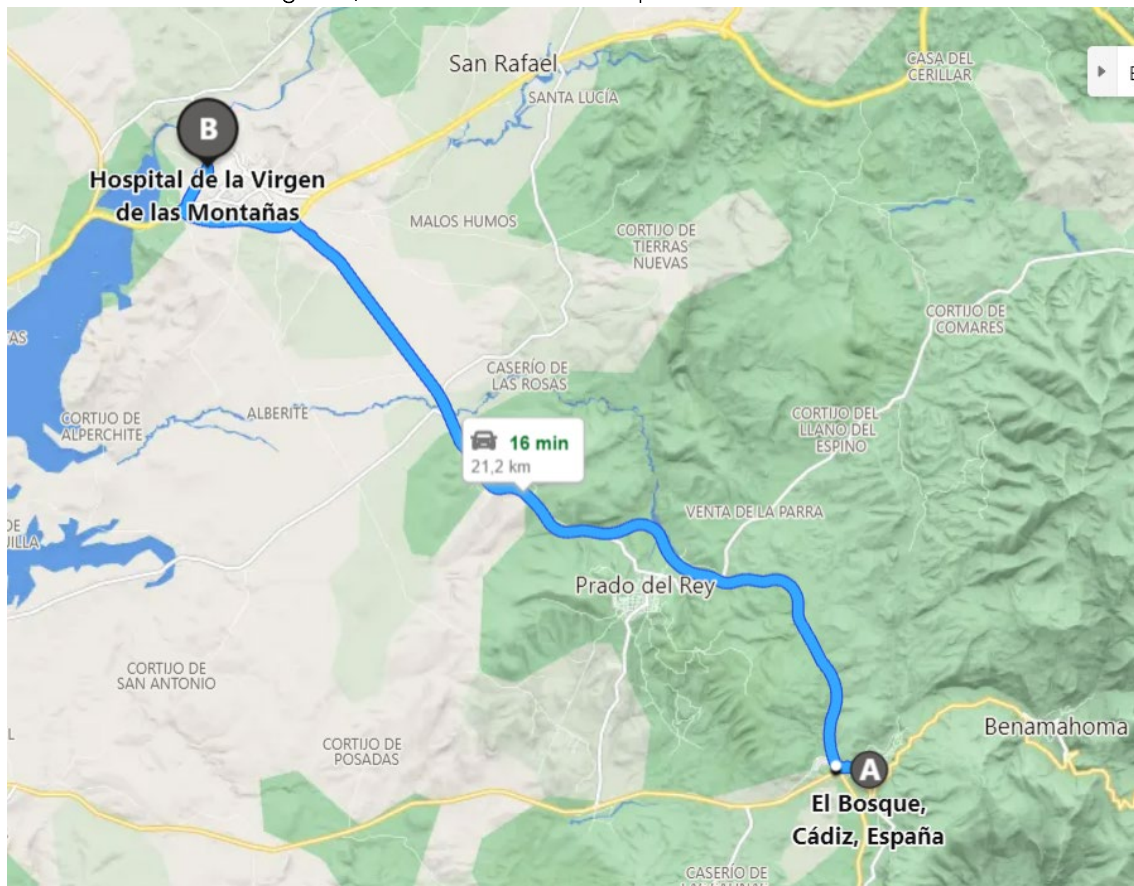 San Rafael
CASA DEL
CERILLAR
SANTA LUCÍA
B
Hospital de la Virgen
de las Montañas
MALOS HUMOS
CORTIJO DE
TIERRAS
NUEVAS
CORTIJO DE
COMARES
CASERÍO DE
LAS ROSAS
CORTIJO DE
ALPERCHITE
ALBERITE
CORTIJO DEL
LLANO DEL
ESPINO
16 min
21,2 km
VENTA DE LA PARRA
Prado del Rey
CORTIJO DE
SAN ANTONIO
CORTIJO DE
POSADAS
Benamahoma
A
El Bosque,
Cádiz, España
CASERÍO DE